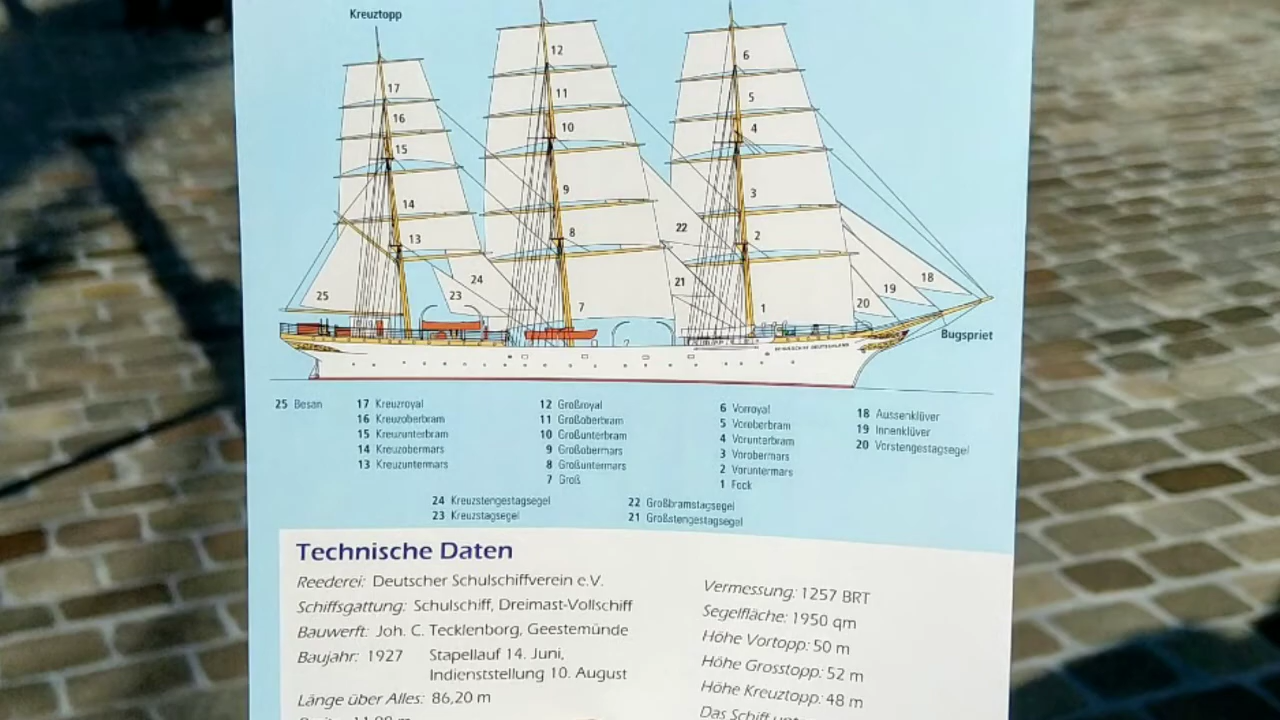 Kreuztopp
17
16
15
14
13
12
11
10
9
8
7
6
5
4
3
2
1
25
24
23
22
21
20
19
18
Bugspriet
SCHULSCHIFF DEUTSCHLAND
25 Besan
17 Kreuzroyal
16 Kreuzoberbram
15 Kreuzunterbram
14 Kreuzobermars
13 Kreuzuntermars
12 Großroyal
11 Großoberbram
10 Großunterbram
9 Großobermars
8 Großuntermars
7 Groß
6 Vorroyal
5 Voroberbram
4 Vorunterbram
3 Vorobermars
2 Voruntermars
1 Fock
18 Aussenklüver
19 Innenklüver
20 Vorstengestagsegel
24 Kreuzstengestagsegel
23 Kreuzstagsegel
22 Großbramstagsegel
21 Großstengestagsegel
Technische Daten
Reederei: Deutscher Schulschiffverein e.V.
Schiffsgattung: Schulschiff, Dreimast-Vollschiff
Bauwerft: Joh. C. Tecklenborg, Geestemünde
Baujahr: 1927 Stapellauf 14. Juni,
Indienststellung 10. August
Länge über Alles: 86,20 m
Vermessung: 1257 BRT
Segelfläche: 1950 qm
Höhe Vortopp: 50 m
Höhe Grosstopp: 52 m
Höhe Kreuztopp: 48 m
Das Schiff